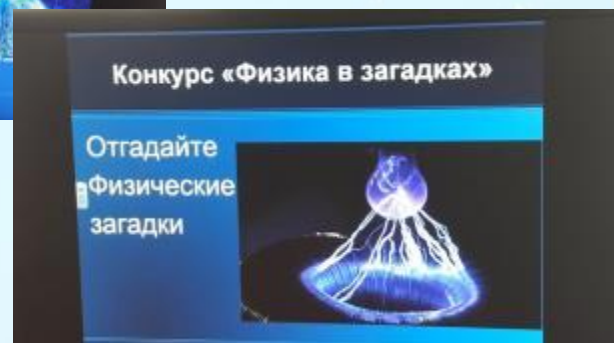 Конкурс «Физика в загадках»
Отгадайте
Физические
загадки